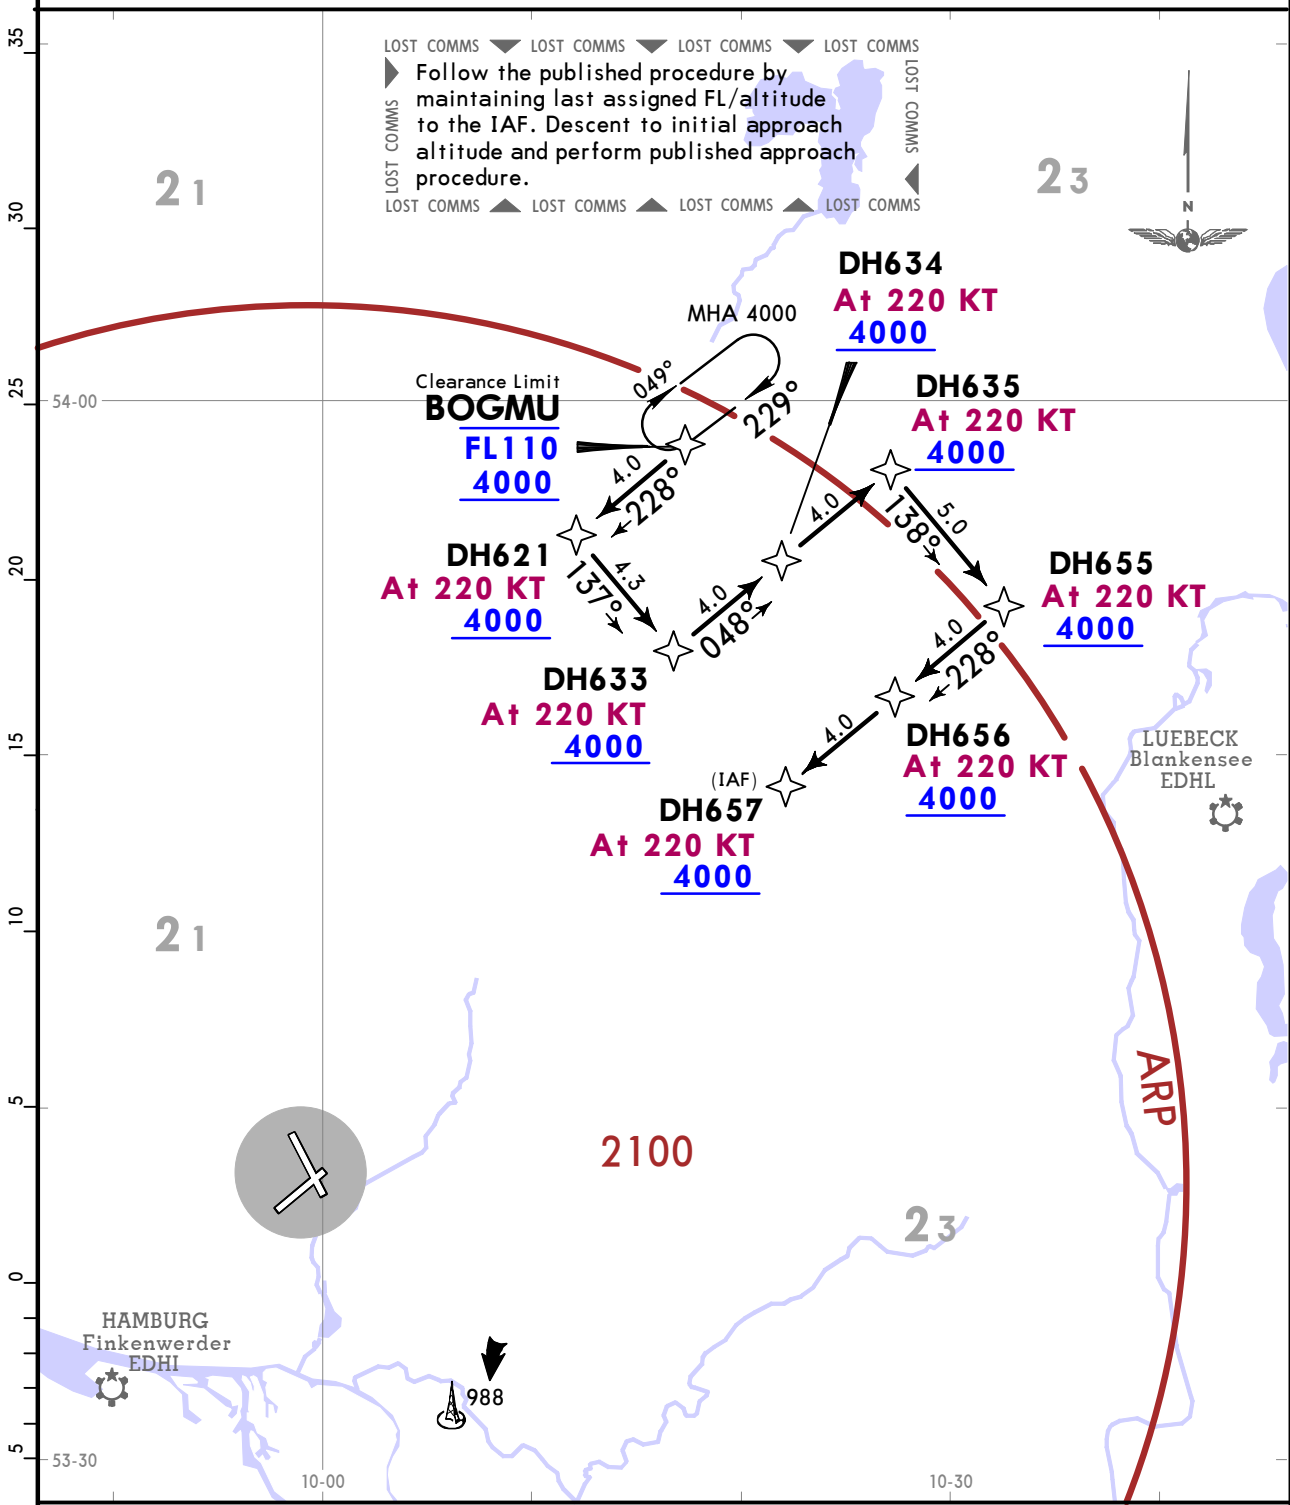 35
30
25
20
15
10
5
0
5
LOST COMMS LOST COMMS LOST COMMS LOST COMMS
LOST COMMS
Follow the published procedure by
maintaining last assigned FL/altitude
to the IAF. Descent to initial approach
altitude and perform published approach
procedure.
LOST COMMS
LOST COMMS LOST COMMS LOST COMMS LOST COMMS
21
23
N
DH634
At 220 KT
4000
MHA 4000
049°
229°
Clearance Limit
BOGMU
FL110
4000
54-00
DH635
At 220 KT
4000
4.0
228°
4.0
138°
5.0
DH621
At 220 KT
4000
137°
4.3
4.0
048°
DH655
At 220 KT
4000
4.0
228°
DH633
At 220 KT
4000
4.0
DH656
At 220 KT
4000
LUEBECK
Blankensee
EDHL
(IAF)
DH657
At 220 KT
4000
21
ARP
2100
23
HAMBURG
Finkenwerder
EDHI
988
53-30
10-00
10-30